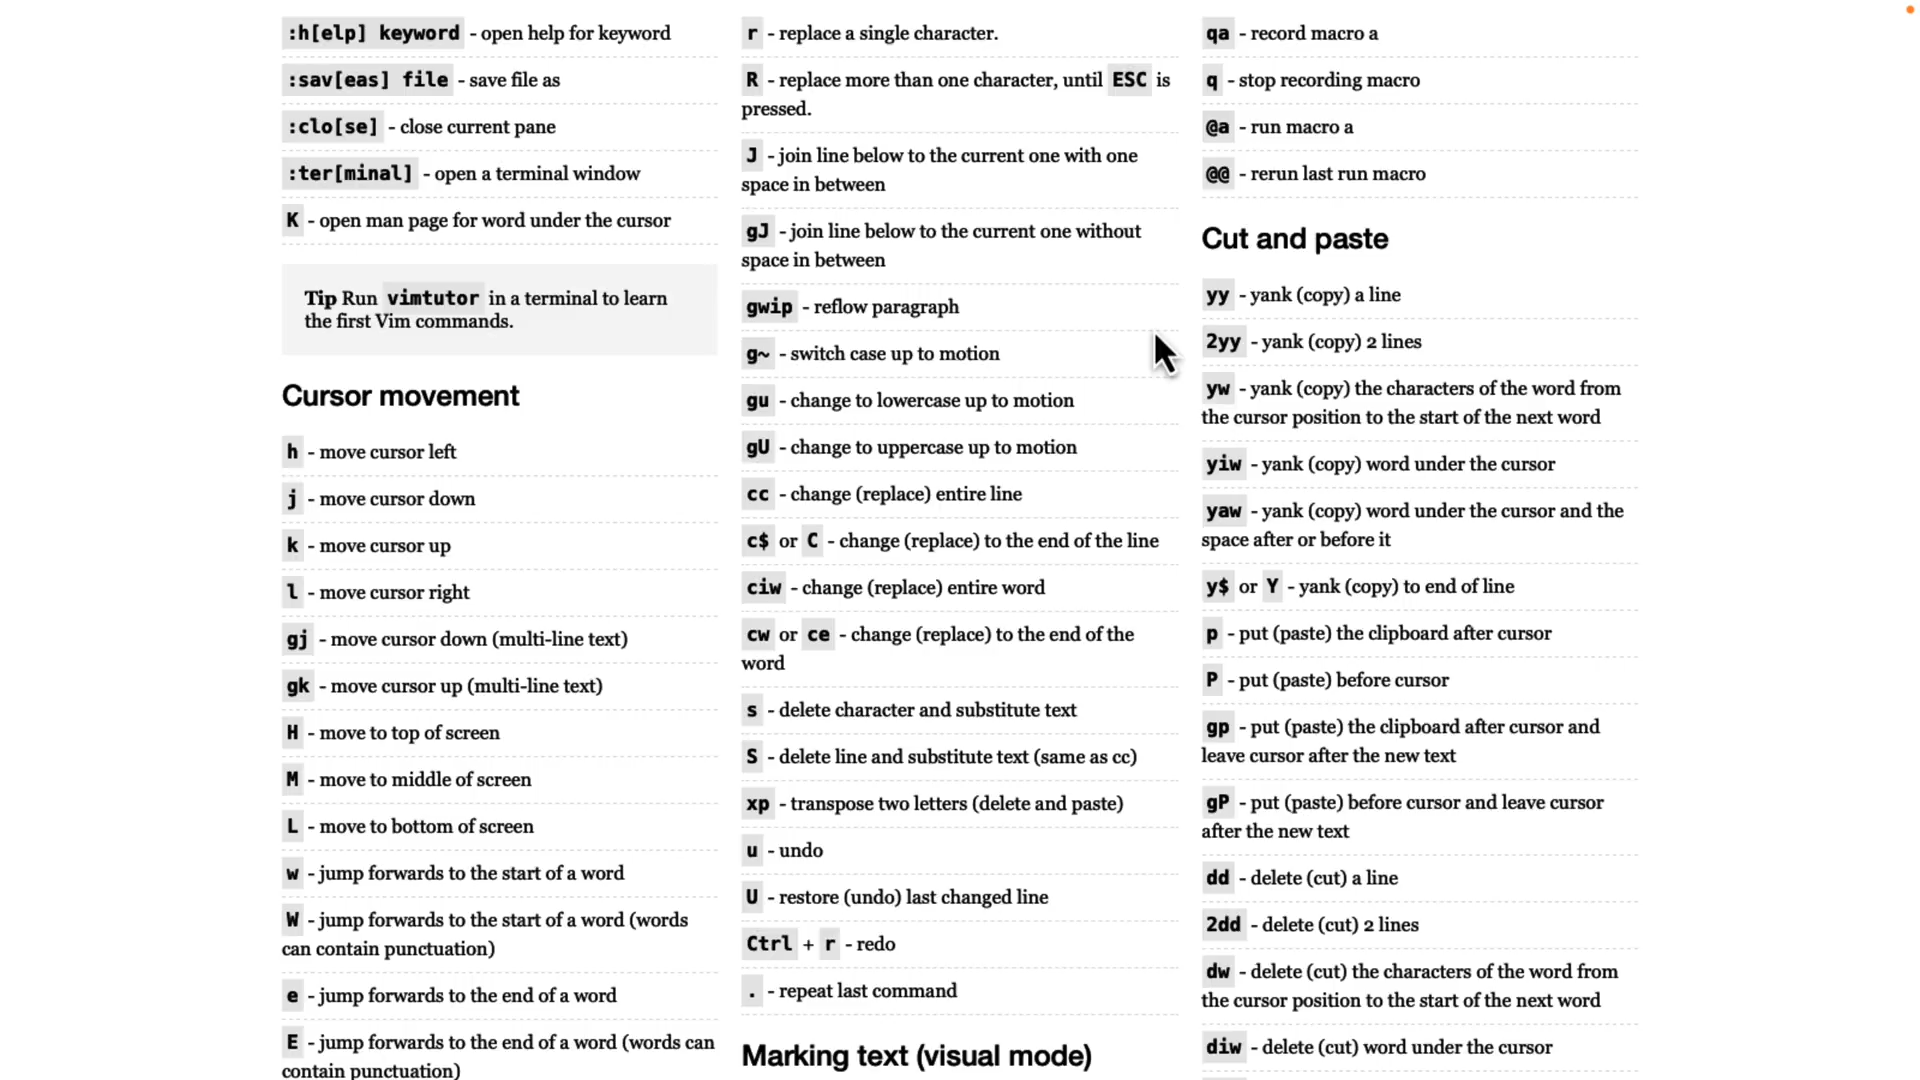 :h[elp] keyword - open help for keyword
:sav[eas] file - save file as
:clo[se] - close current pane
:ter[minal] - open a terminal window
K - open man page for word under the cursor
Tip Run vimtutor in a terminal to learn
the first Vim commands.
Cursor movement
h - move cursor left
j - move cursor down
k - move cursor up
l - move cursor right
gj - move cursor down (multi-line text)
gk - move cursor up (multi-line text)
H - move to top of screen
M - move to middle of screen
L - move to bottom of screen
w - jump forwards to the start of a word
W - jump forwards to the start of a word (words
can contain punctuation)
e - jump forwards to the end of a word
E - jump forwards to the end of a word (words can
contain punctuation)
r - replace a single character.
R - replace more than one character, until ESC is
pressed.
J - join line below to the current one with one
space in between
gJ - join line below to the current one without
space in between
gwip - reflow paragraph
g~ - switch case up to motion
gu - change to lowercase up to motion
gU - change to uppercase up to motion
cc - change (replace) entire line
c$ or C - change (replace) to the end of the line
ciw - change (replace) entire word
cw or ce - change (replace) to the end of the
word
s - delete character and substitute text
S - delete line and substitute text (same as cc)
xp - transpose two letters (delete and paste)
u - undo
U - restore (undo) last changed line
Ctrl + r - redo
. - repeat last command
Marking text (visual mode)
qa - record macro a
q - stop recording macro
@a - run macro a
@@ - rerun last run macro
Cut and paste
yy - yank (copy) a line
2yy - yank (copy) 2 lines
yw - yank (copy) the characters of the word from
the cursor position to the start of the next word
yiw - yank (copy) word under the cursor
yaw - yank (copy) word under the cursor and the
space after or before it
y$ or Y - yank (copy) to end of line
p - put (paste) the clipboard after cursor
P - put (paste) before cursor
gp - put (paste) the clipboard after cursor and
leave cursor after the new text
gP - put (paste) before cursor and leave cursor
after the new text
dd - delete (cut) a line
2dd - delete (cut) 2 lines
dw - delete (cut) the characters of the word from
the cursor position to the start of the next word
diw - delete (cut) word under the cursor